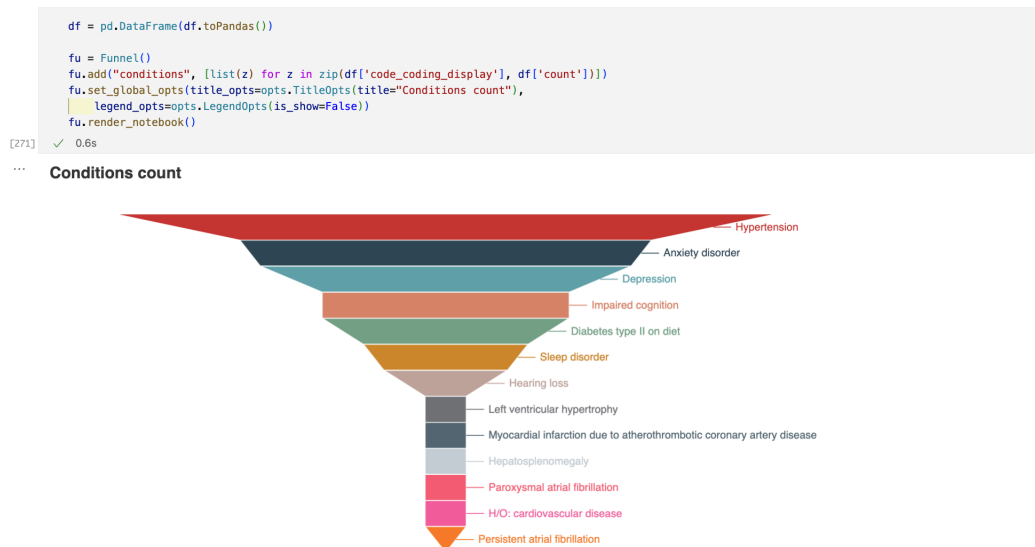 df = pd.DataFrame(df.toPandas())
fu = Funnel()
fu.add("conditions", [list(z) for z in zip(df['code_coding_display'], df['count'])])
fu.set_global_opts(title_opts=opts.TitleOpts(title="Conditions count"),
legend_opts=opts.LegendOpts(is_show=False))
fu.render_notebook()
[271] ✓ 0.6s
... Conditions count
Hypertension
Anxiety disorder
Depression
Impaired cognition
Diabetes type II on diet
Sleep disorder
Hearing loss
Left ventricular hypertrophy
Myocardial infarction due to atherothrombotic coronary artery disease
Hepatosplenomegaly
Paroxysmal atrial fibrillation
H/O: cardiovascular disease
Persistent atrial fibrillation